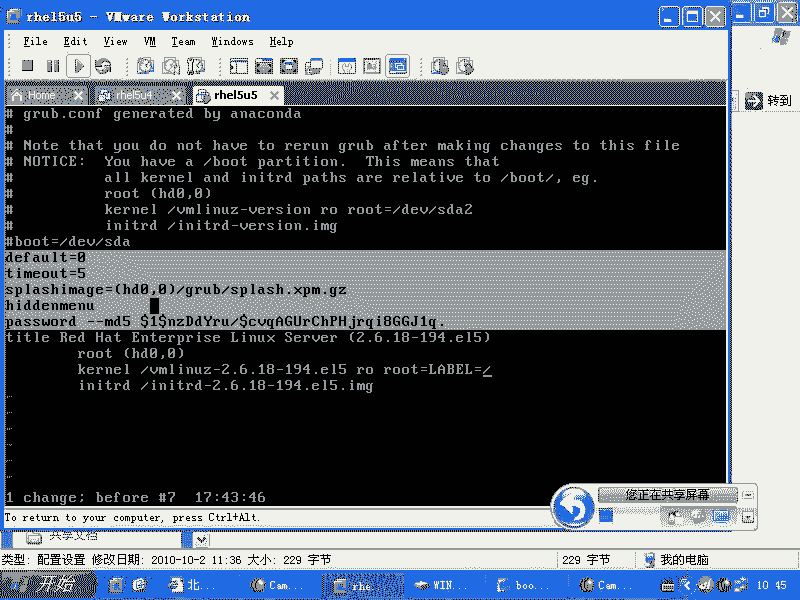 rhel5u5 - VMware Workstation
File Edit View VM Team Windows Help
Home rhel5u4 rhel5u5
转到
# grub.conf generated by anaconda
#
# Note that you do not have to rerun grub after making changes to this file
# NOTICE:  You have a /boot partition.  This means that
#          all kernel and initrd paths are relative to /boot/, eg.
#          root (hd0,0)
#          kernel /vmlinuz-version ro root=/dev/sda2
#          initrd /initrd-version.img
#boot=/dev/sda
default=0
timeout=5
splashimage=(hd0,0)/grub/splash.xpm.gz
hiddenmenu
password --md5 $1$nzDdYru/$cvqAGUrChPHjrqi8GGJ1q.
title Red Hat Enterprise Linux Server (2.6.18-194.el5)
        root (hd0,0)
        kernel /vmlinuz-2.6.18-194.el5 ro root=LABEL=/
        initrd /initrd-2.6.18-194.el5.img
~
~
~
~
~
~
1 change; before #7  17:43:46
您正在共享屏幕
To return to your computer, press Ctrl+Alt.
共享文档
类型: 配置设置 修改日期: 2010-10-2 11:36 大小: 229 字节 229 字节 我的电脑
开始 北... Cam... rhe... WIN... boo... Cam... 10 45